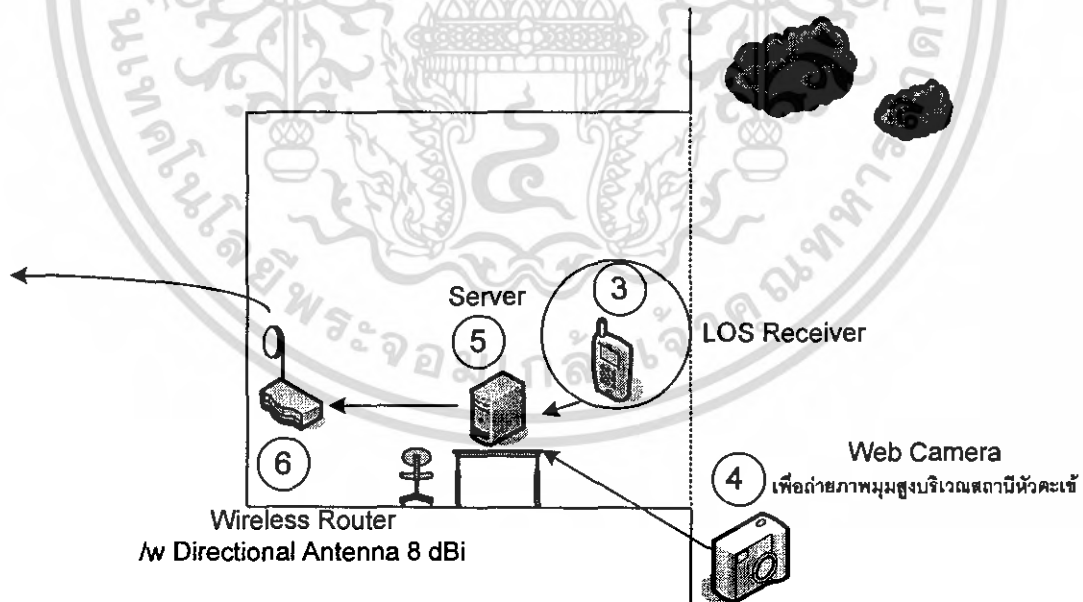 3
Server
5
LOS Receiver
6
4
Web Camera
เพื่อถ่ายภาพมุมสูงบริเวณสถานีหัวตะเข้
Wireless Router
/w Directional Antenna 8 dBi